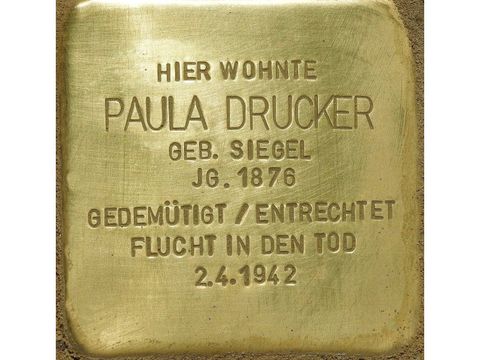 HIER WOHNTE
PAULA DRUCKER
GEB. SIEGEL
JG. 1876
GEDEMÜTIGT / ENTRECHTET
FLUCHT IN DEN TOD
2.4.1942